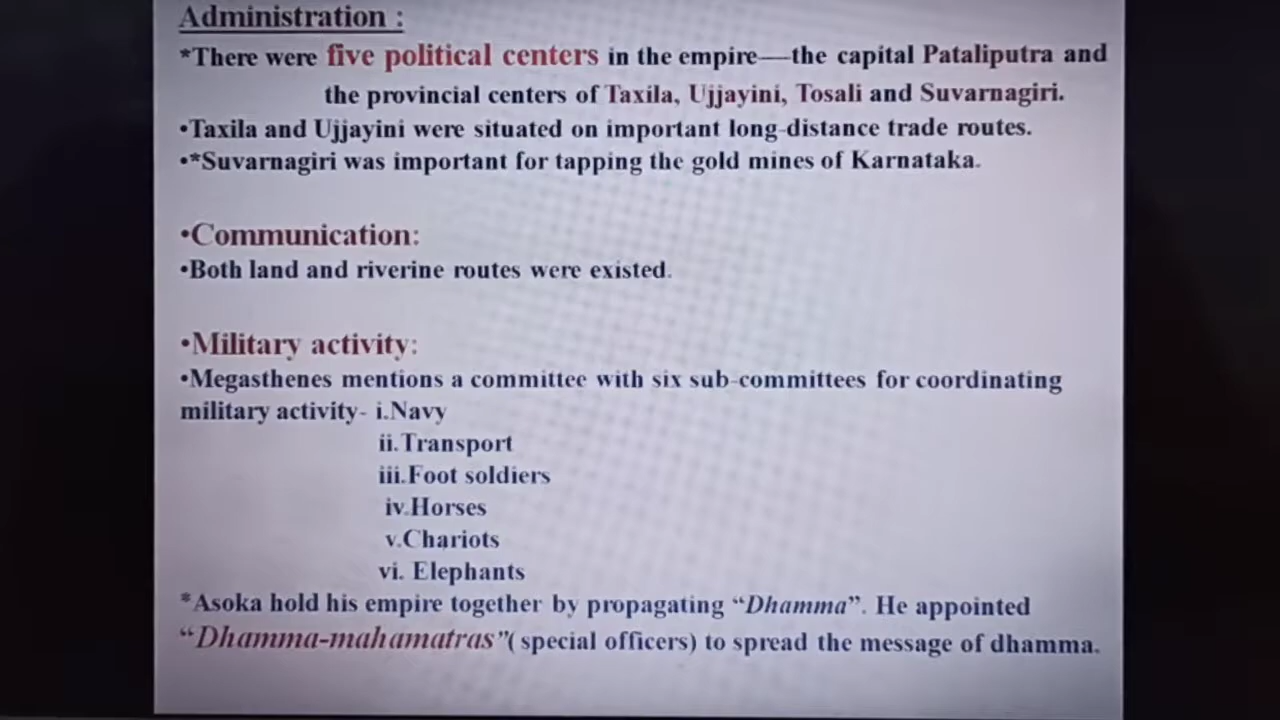 Administration :
*There were five political centers in the empire—the capital Pataliputra and
the provincial centers of Taxila, Ujjayini, Tosali and Suvarnagiri.
•Taxila and Ujjayini were situated on important long-distance trade routes.
•*Suvarnagiri was important for tapping the gold mines of Karnataka.
•Communication:
•Both land and riverine routes were existed.
•Military activity:
•Megasthenes mentions a committee with six sub-committees for coordinating
military activity- i.Navy
ii.Transport
iii.Foot soldiers
iv.Horses
v.Chariots
vi. Elephants
*Asoka hold his empire together by propagating “Dhamma”. He appointed
“Dhamma-mahamatras”( special officers) to spread the message of dhamma.